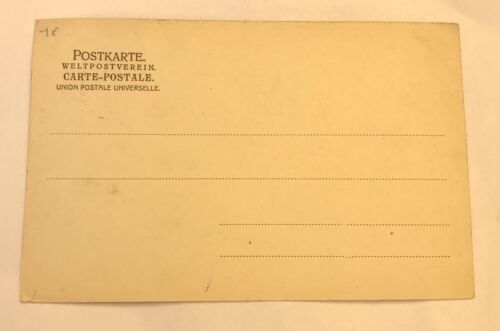 POSTKARTE.
WELTPOSTVEREIN.
CARTE-POSTALE.
UNION POSTALE UNIVERSELLE.